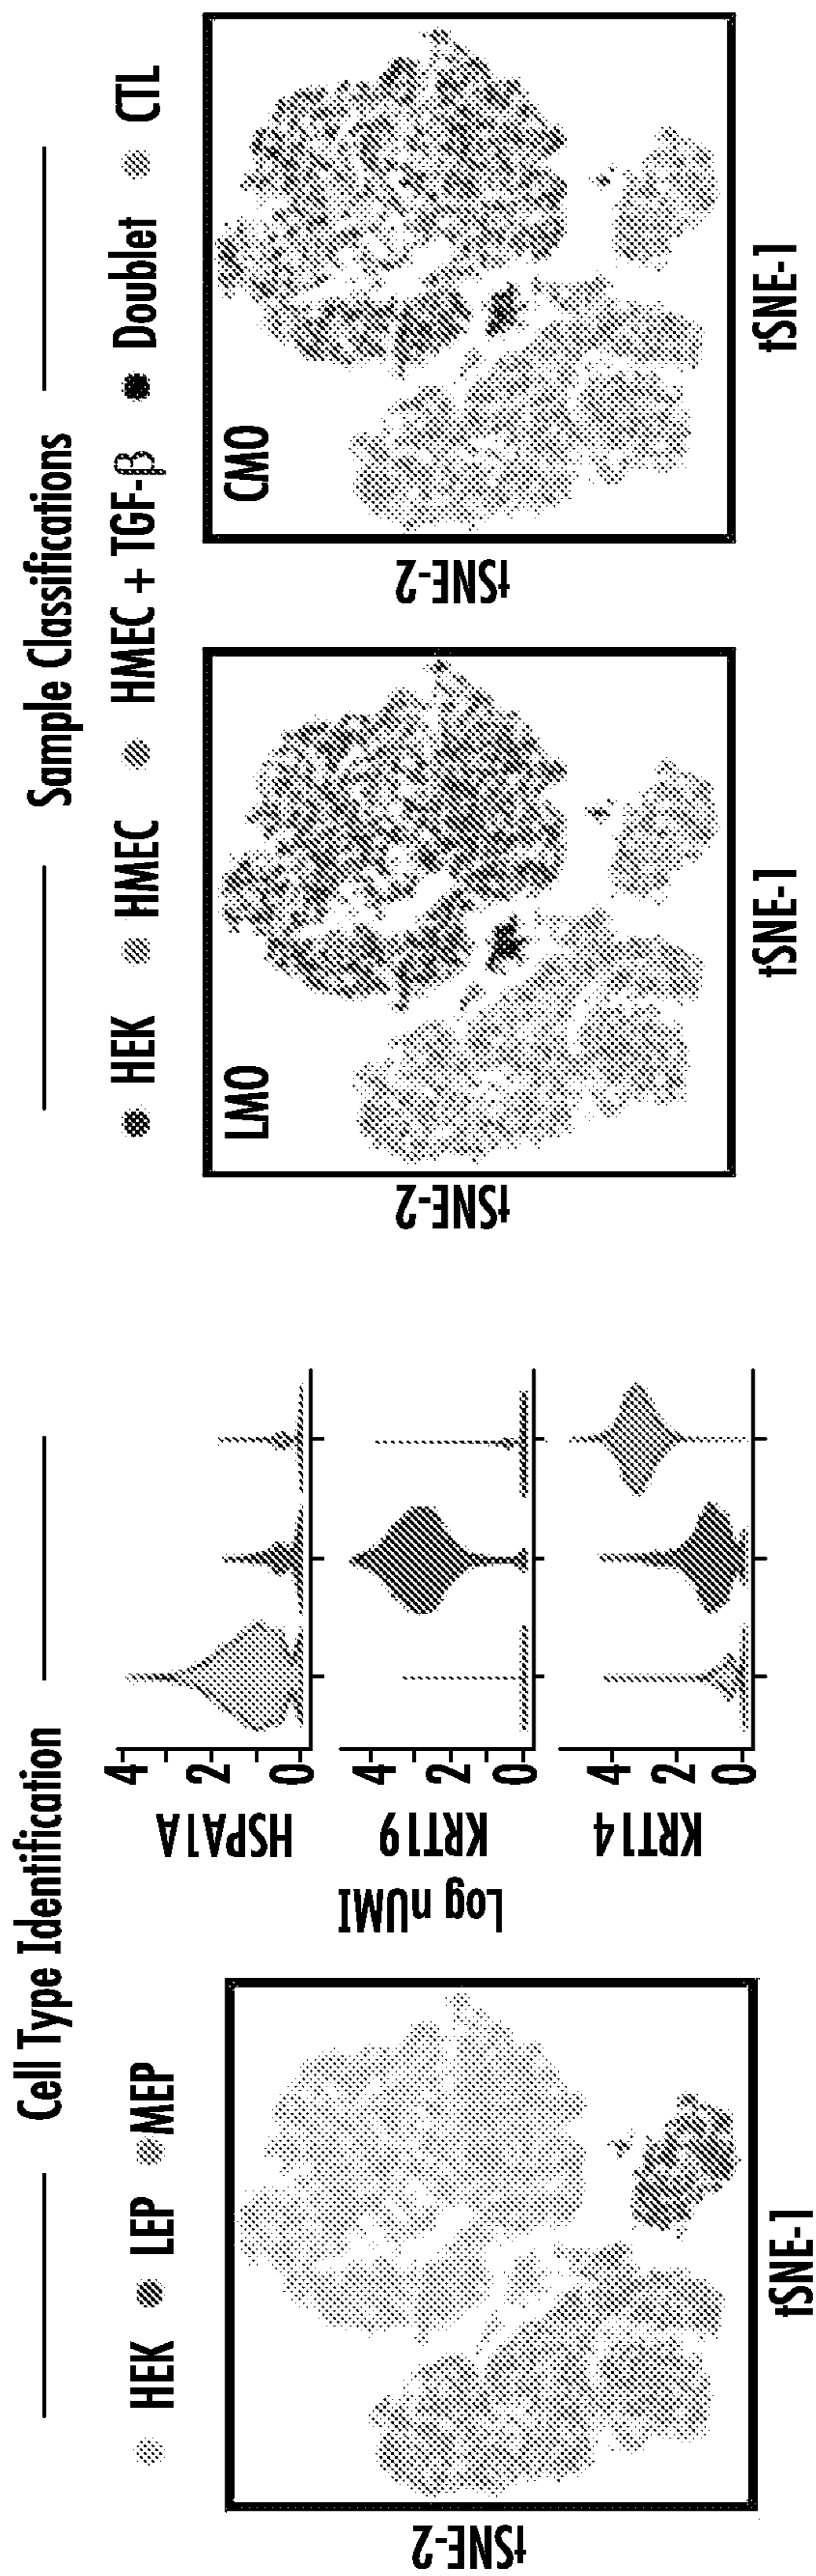 Cell Type Identification
HEK LEP MEP
tSNE-2
tSNE-1
Log nUMI
HSPA1A
4
2
0
KRT19
4
2
0
KRT14
4
2
0
Sample Classifications
HEK HMEC HMEC + TGF-β Doublet CTL
LMO
tSNE-2
tSNE-1
CMO
tSNE-2
tSNE-1